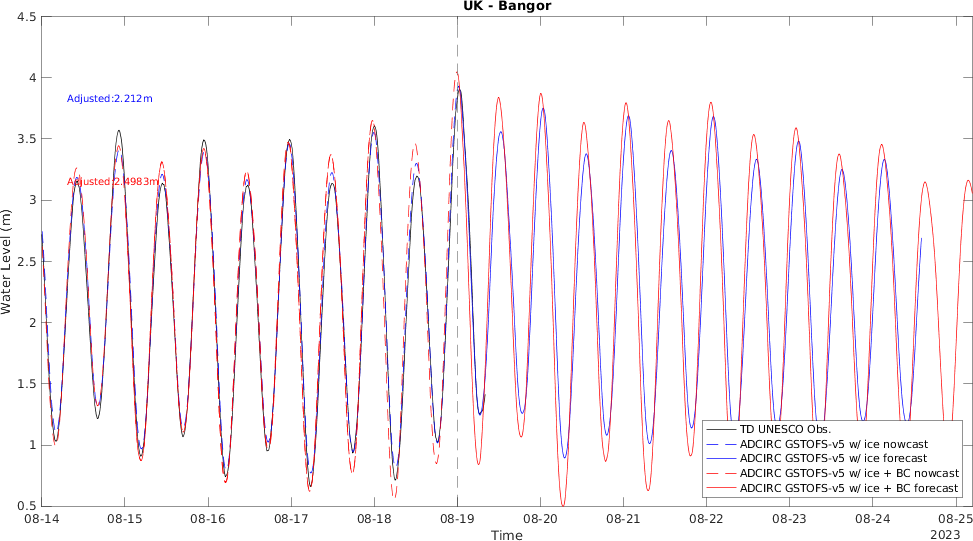 UK - Bangor
4.5
4
3.5
3
2.5
2
1.5
1
0.5
Water Level (m)
Adjusted:2.212m
Adjusted:2.4983m
TD UNESCO Obs.
ADCIRC GSTOFS-v5 w/ ice nowcast
ADCIRC GSTOFS-v5 w/ ice forecast
ADCIRC GSTOFS-v5 w/ ice + BC nowcast
ADCIRC GSTOFS-v5 w/ ice + BC forecast
08-14 08-15 08-16 08-17 08-18 08-19 08-20 08-21 08-22 08-23 08-24 08-25
Time
2023